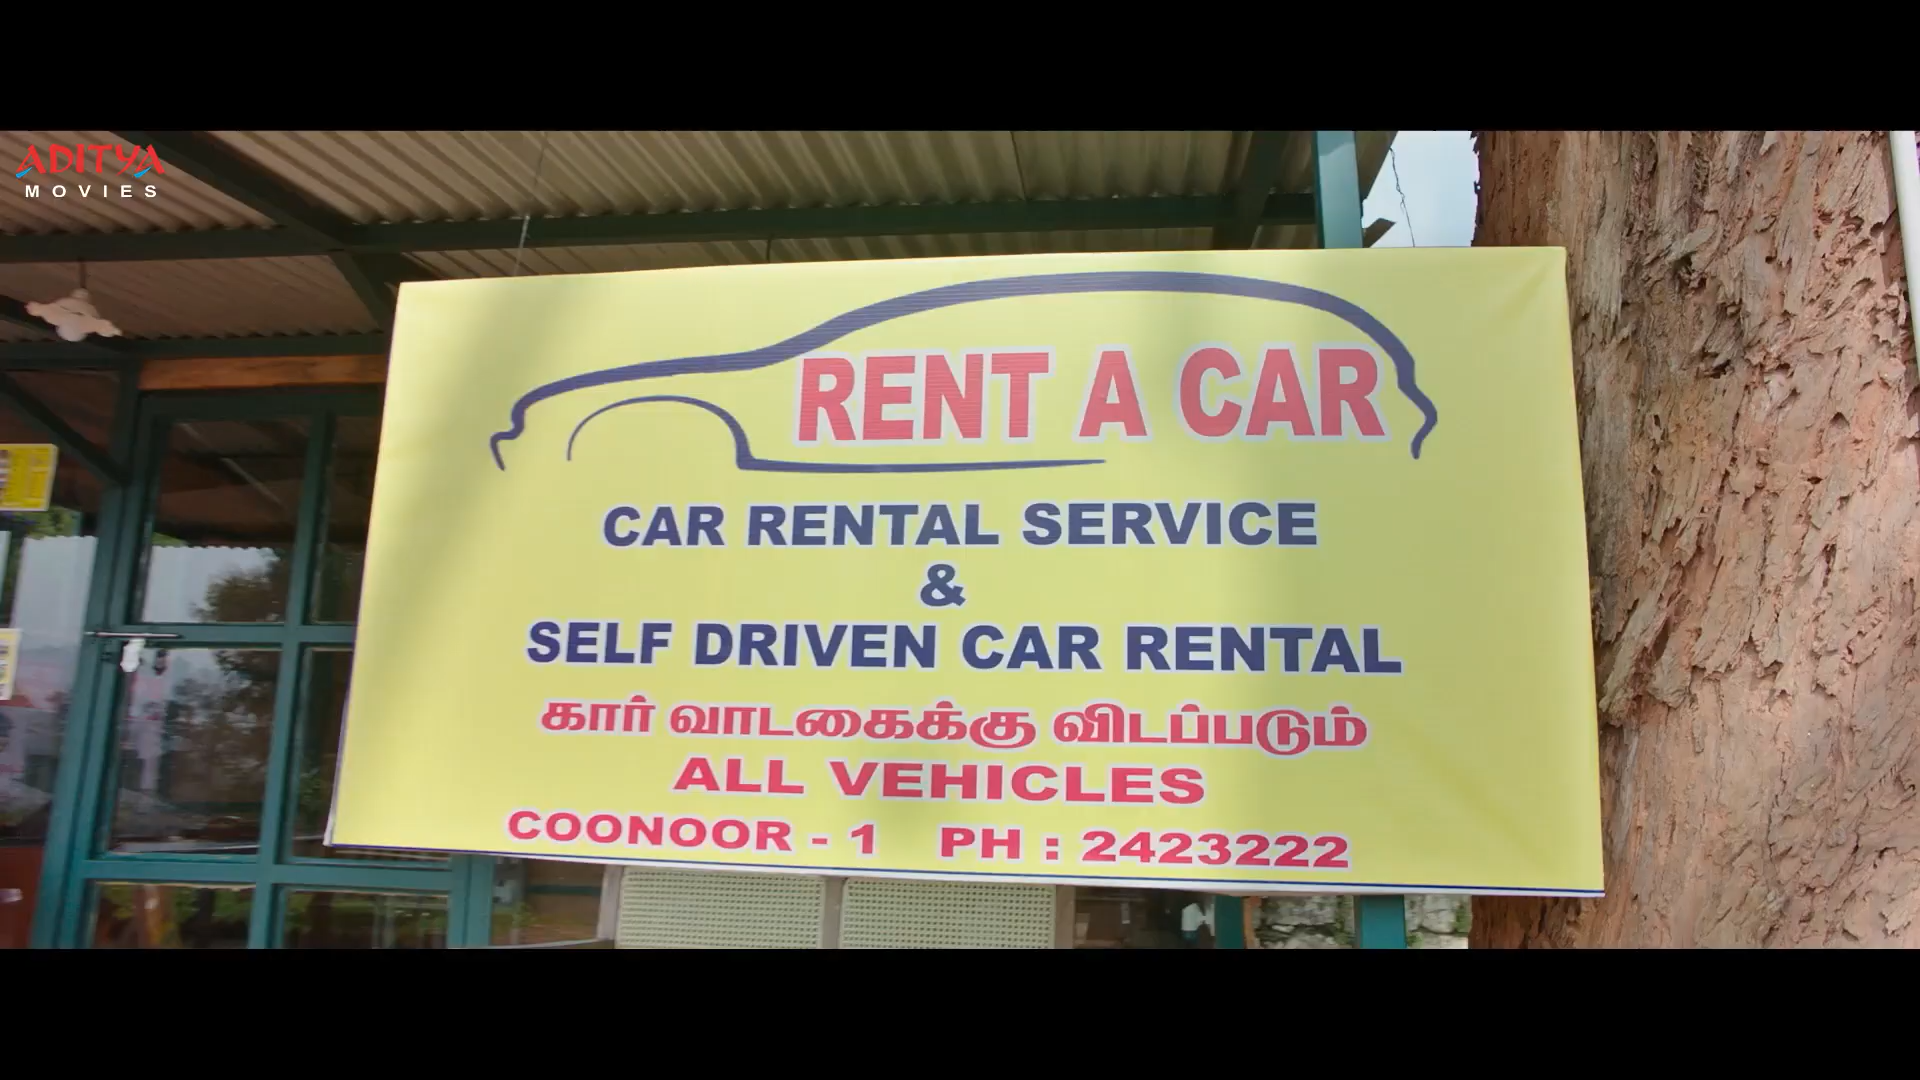 ADITYA
MOVIES
RENT A CAR
CAR RENTAL SERVICE
&
SELF DRIVEN CAR RENTAL
கார் வாடகைக்கு விடப்படும்
ALL VEHICLES
COONOOR - 1 PH : 2423222